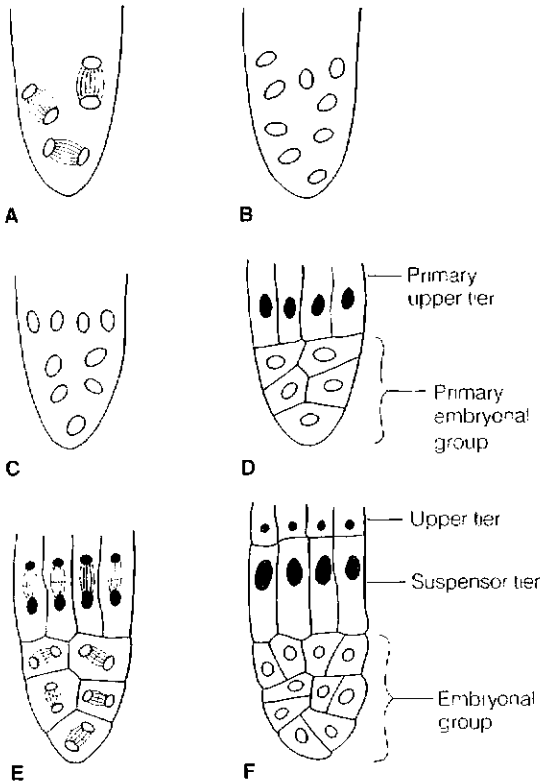 A
B
C
D
Primary
upper tier
Primary
embryonal
group
E
F
Upper tier
Suspensor tier
Embryonal
group